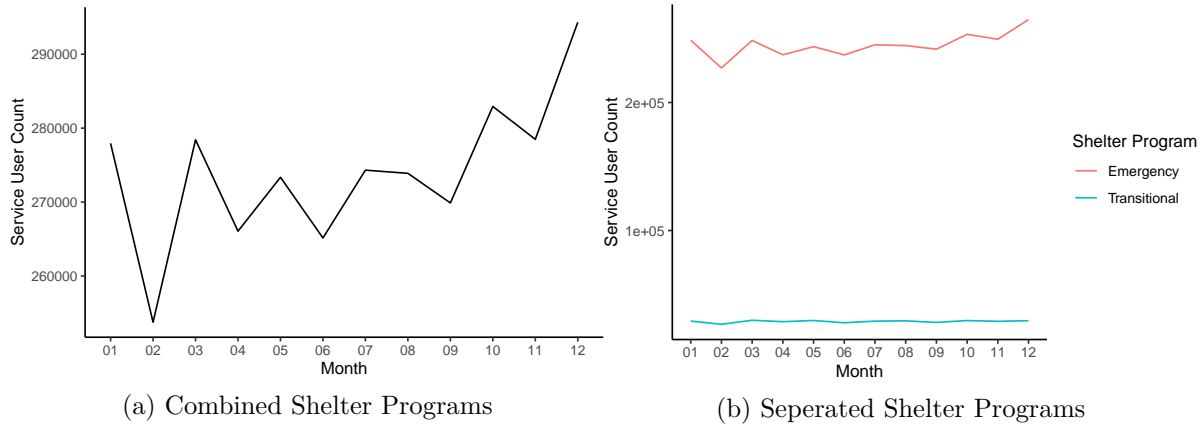 Service User Count
290000
280000
270000
260000
01 02 03 04 05 06 07 08 09 10 11 12
Month
(a) Combined Shelter Programs
Service User Count
2e+05
1e+05
01 02 03 04 05 06 07 08 09 10 11 12
Month
Shelter Program
Emergency
Transitional
(b) Seperated Shelter Programs